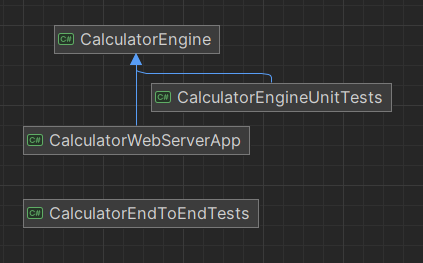 C# CalculatorEngine
C# CalculatorEngineUnitTests
C# CalculatorWebServerApp
C# CalculatorEndToEndTests